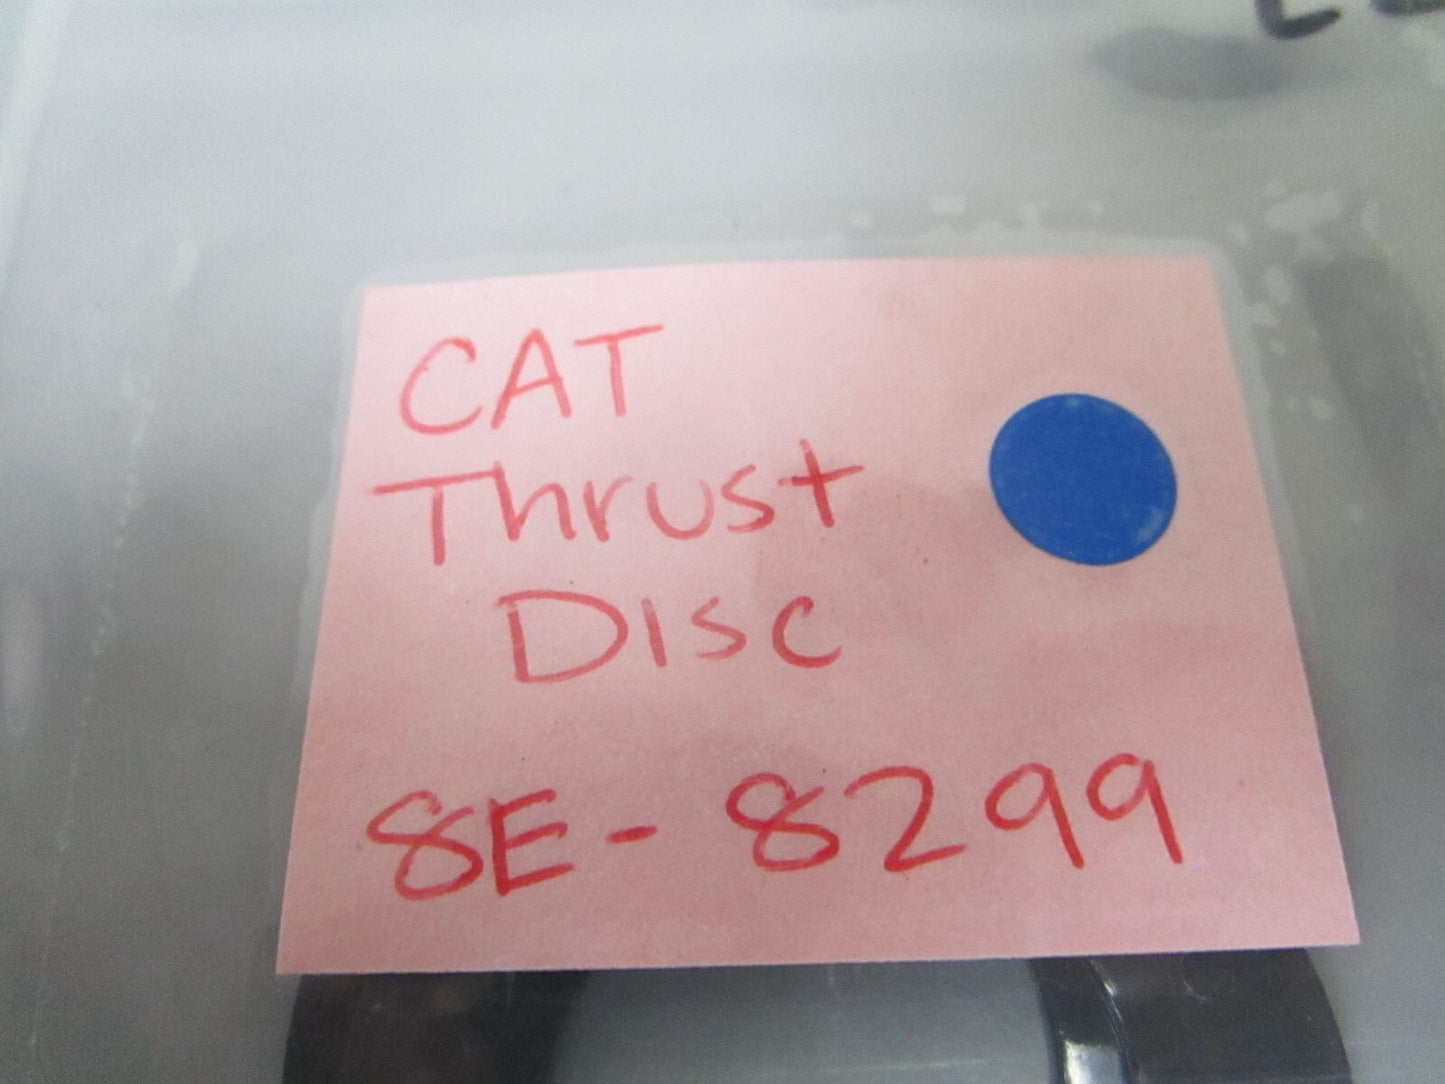 CAT
Thrust
Disc
8E-8299